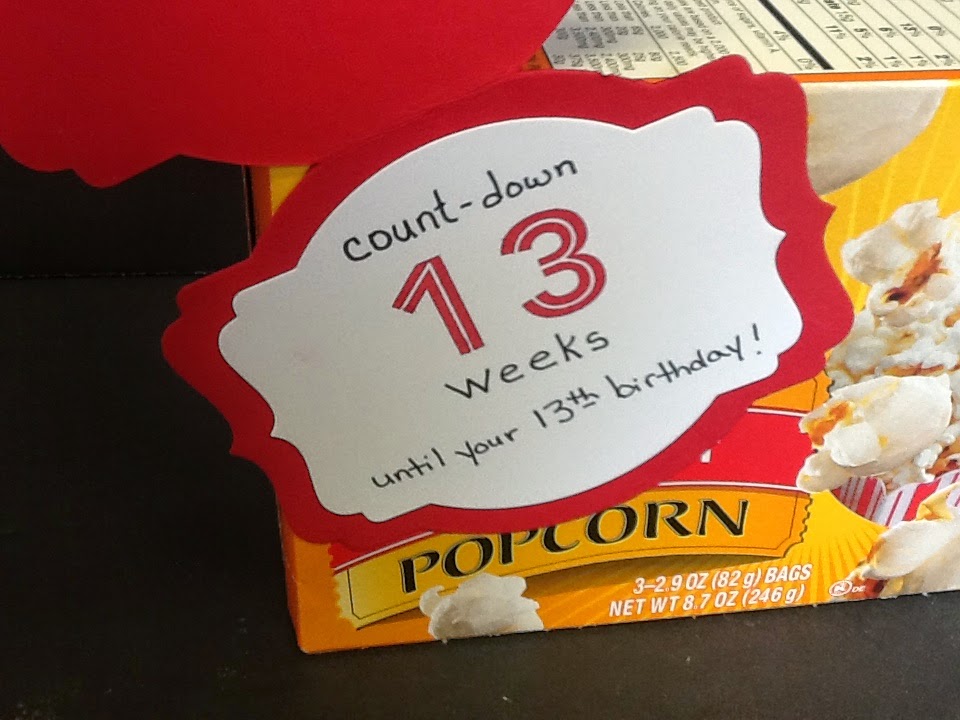 count-down
13
weeks
until your 13th birthday!
POPCORN
3–2.9 OZ (82 g) BAGS
NET WT 8.7 OZ (246 g)